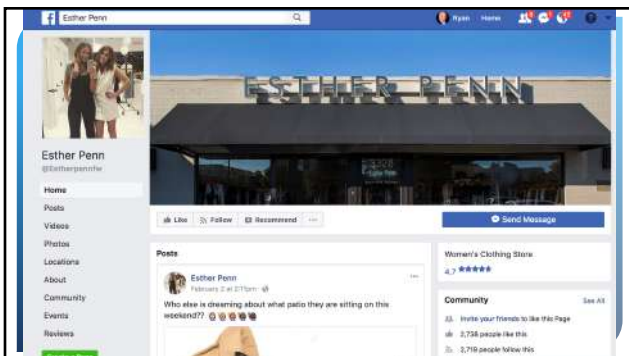 Esther Penn
Ryan Home
ESTHER PENN
Esther Penn
@Estherpennfw
Home
Posts
Videos
Photos
Locations
About
Community
Events
Reviews
Like Follow Recommend ...
Send Message
Posts
Esther Penn
February 2 at 2:11pm
Who else is dreaming about what patio they are sitting on this
weekend??
Women's Clothing Store
4.7
Community
See All
Invite your friends to like this Page
2,738 people like this
2,719 people follow this